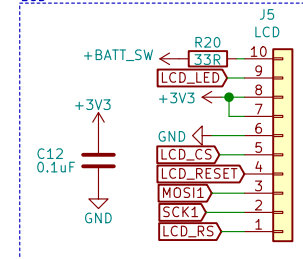 J5
LCD
R20
+BATT_SW
33R
10
LCD_LED
9
+3V3
8
7
+3V3
GND
6
C12
0.1uF
LCD_CS
5
LCD_RESET
4
MOSI1
3
SCK1
2
GND
LCD_RS
1